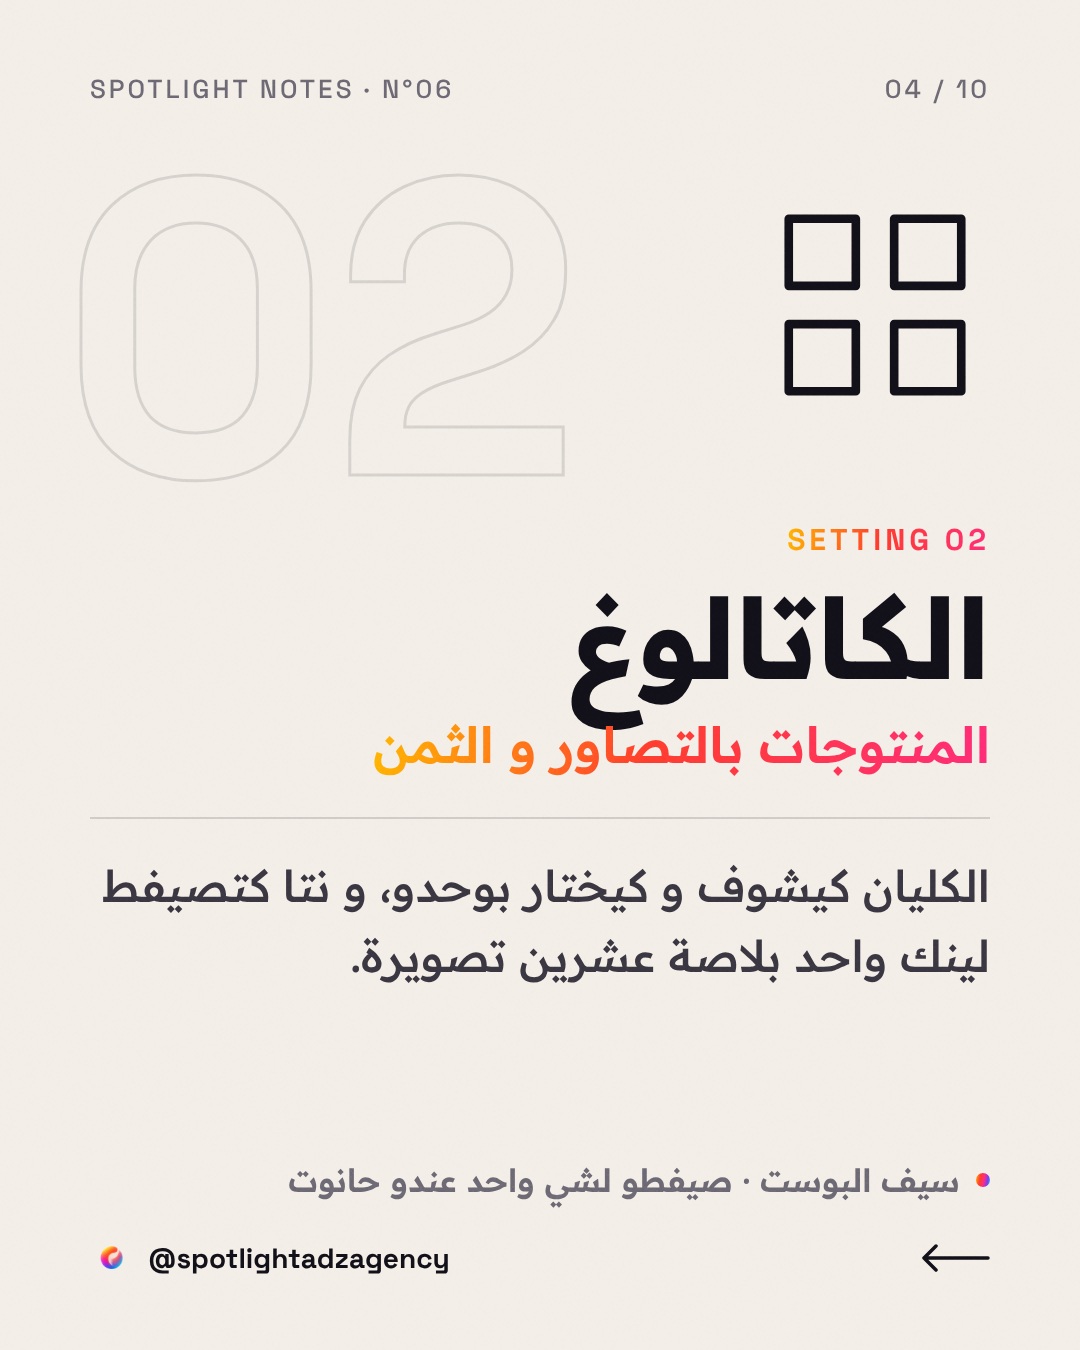 SPOTLIGHT NOTES · N°06
04 / 10
02
SETTING 02
الكاتالوغ
المنتوجات بالتصاور و الثمن
الكليان كيشوف و كيختار بوحدو، و نتا كتصيفط
لينك واحد بلاصة عشرين تصويرة.
سيف البوست · صيفطو لشي واحد عندو حانوت
@spotlightadzagency